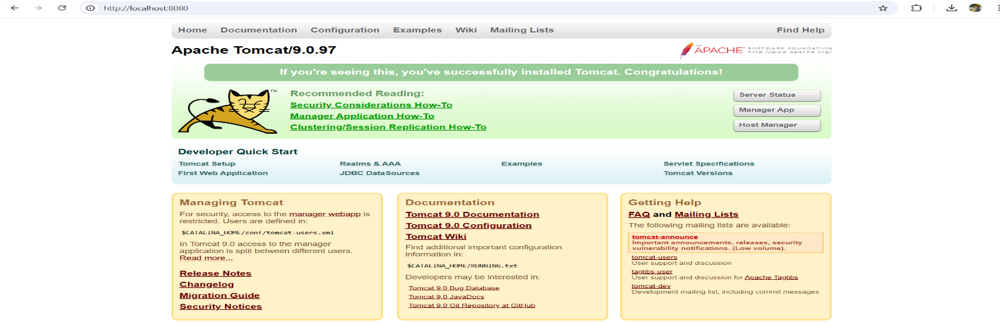 http://localhost:8080
Home Documentation Configuration Examples Wiki Mailing Lists Find Help
Apache Tomcat/9.0.97
THE
APACHE
SOFTWARE FOUNDATION
http://www.apache.org/
If you're seeing this, you've successfully installed Tomcat. Congratulations!
TM
Recommended Reading:
Security Considerations How-To
Manager Application How-To
Clustering/Session Replication How-To
Server Status
Manager App
Host Manager
Developer Quick Start
Tomcat Setup
First Web Application
Realms & AAA
JDBC DataSources
Examples
Servlet Specifications
Tomcat Versions
Managing Tomcat
For security, access to the manager webapp is
restricted. Users are defined in:
$CATALINA_HOME/conf/tomcat-users.xml
In Tomcat 9.0 access to the manager
application is split between different users.
Read more...
Release Notes
Changelog
Migration Guide
Security Notices
Documentation
Tomcat 9.0 Documentation
Tomcat 9.0 Configuration
Tomcat Wiki
Find additional important configuration
information in:
$CATALINA_HOME/RUNNING.txt
Developers may be interested in:
Tomcat 9.0 Bug Database
Tomcat 9.0 JavaDocs
Tomcat 9.0 Git Repository at GitHub
Getting Help
FAQ and Mailing Lists
The following mailing lists are available:
tomcat-announce
Important announcements, releases, security
vulnerability notifications. (Low volume).
tomcat-users
User support and discussion
taglibs-user
User support and discussion for Apache Taglibs
tomcat-dev
Development mailing list, including commit messages